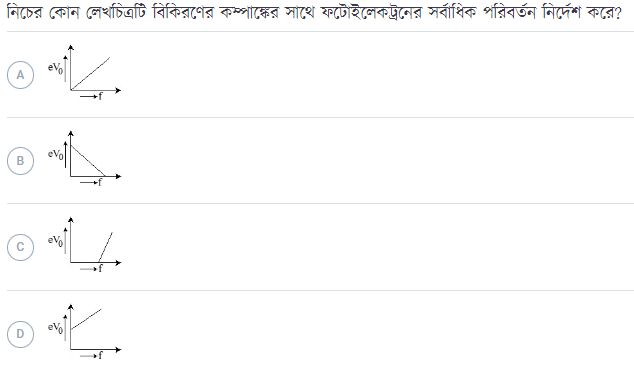 নিচের কোন লেখচিত্রটি বিকিরণের কম্পাঙ্কের সাথে ফটোইলেকট্রনের সর্বাধিক পরিবর্তন নির্দেশ করে?
A
eV₀
f
B
eV₀
f
C
eV₀
f
D
eV₀
f